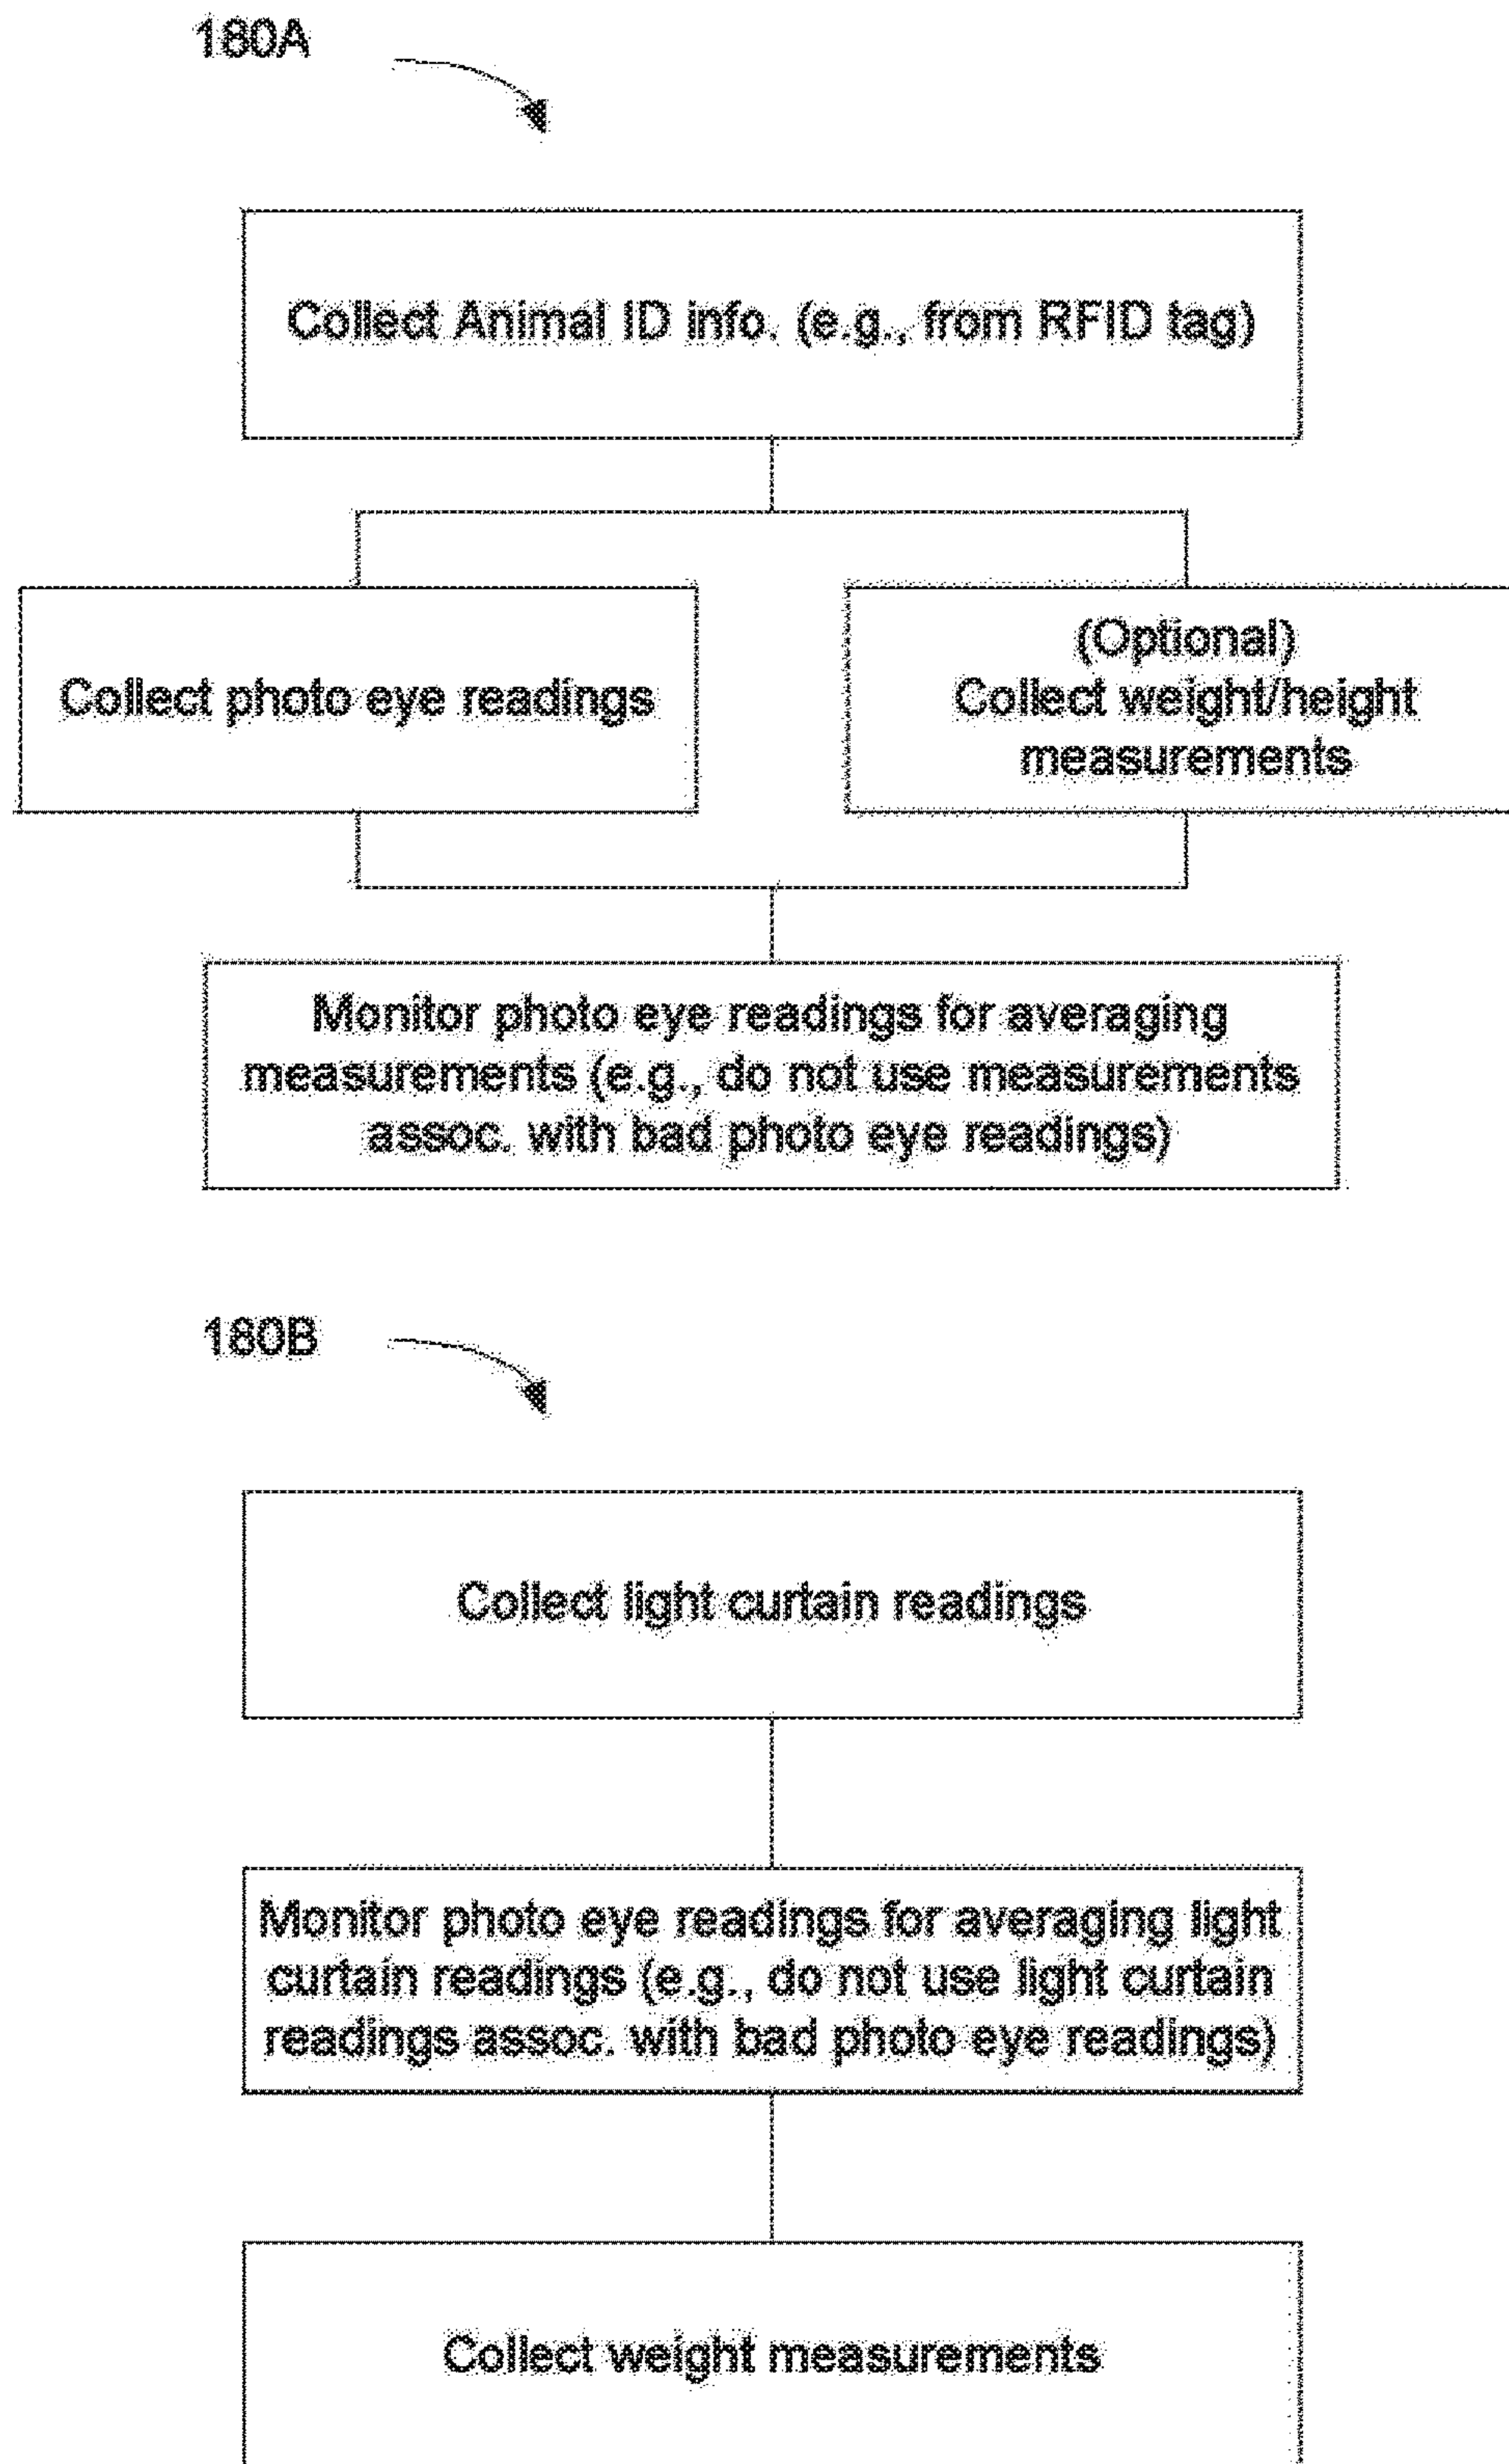 180A
Collect Animal ID info. (e.g., from RFID tag)
Collect photo eye readings
(Optional)
Collect weight/height
measurements
Monitor photo eye readings for averaging
measurements (e.g., do not use measurements
assoc. with bad photo eye readings)
180B
Collect light curtain readings
Monitor photo eye readings for averaging light
curtain readings (e.g., do not use light curtain
readings assoc. with bad photo eye readings)
Collect weight measurements